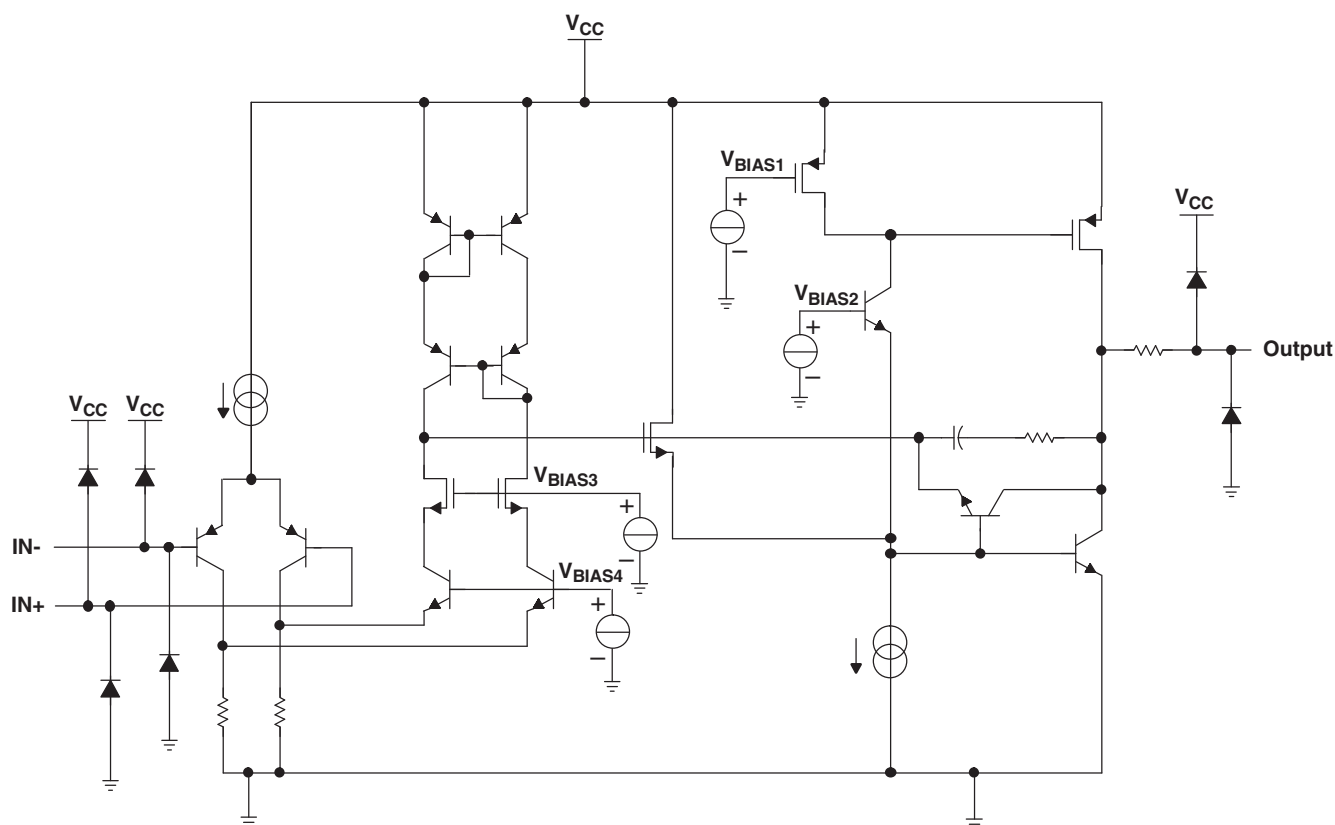 VCC
VBIAS1
VCC
VBIAS2
+
−
+
−
Output
VCC
VCC
VBIAS3
+
−
IN-
VBIAS4
IN+
+
−